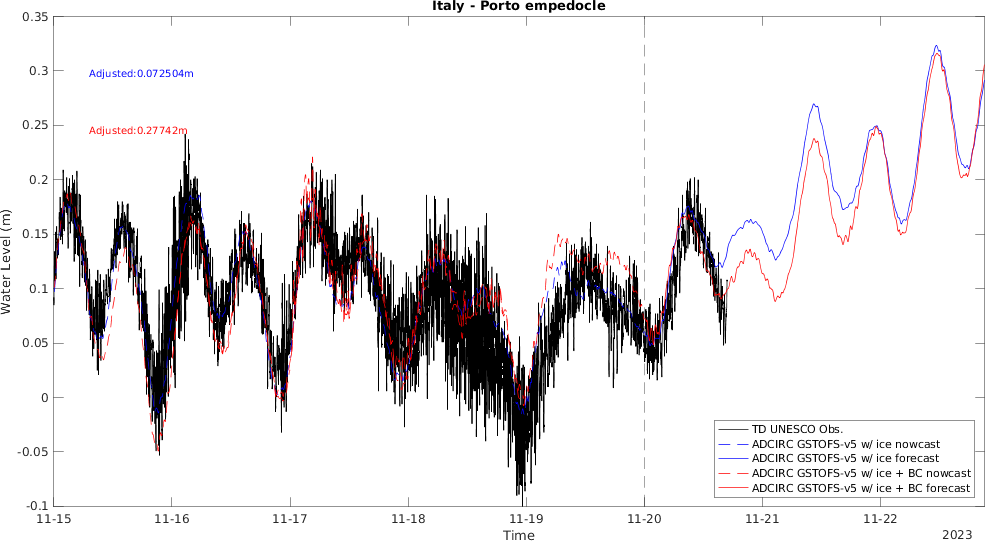 Italy - Porto empedocle
0.35
0.3
0.25
0.2
0.15
0.1
0.05
0
-0.05
-0.1
Water Level (m)
Adjusted:0.072504m
Adjusted:0.27742m
TD UNESCO Obs.
ADCIRC GSTOFS-v5 w/ ice nowcast
ADCIRC GSTOFS-v5 w/ ice forecast
ADCIRC GSTOFS-v5 w/ ice + BC nowcast
ADCIRC GSTOFS-v5 w/ ice + BC forecast
11-15 11-16 11-17 11-18 11-19 11-20 11-21 11-22
Time
2023